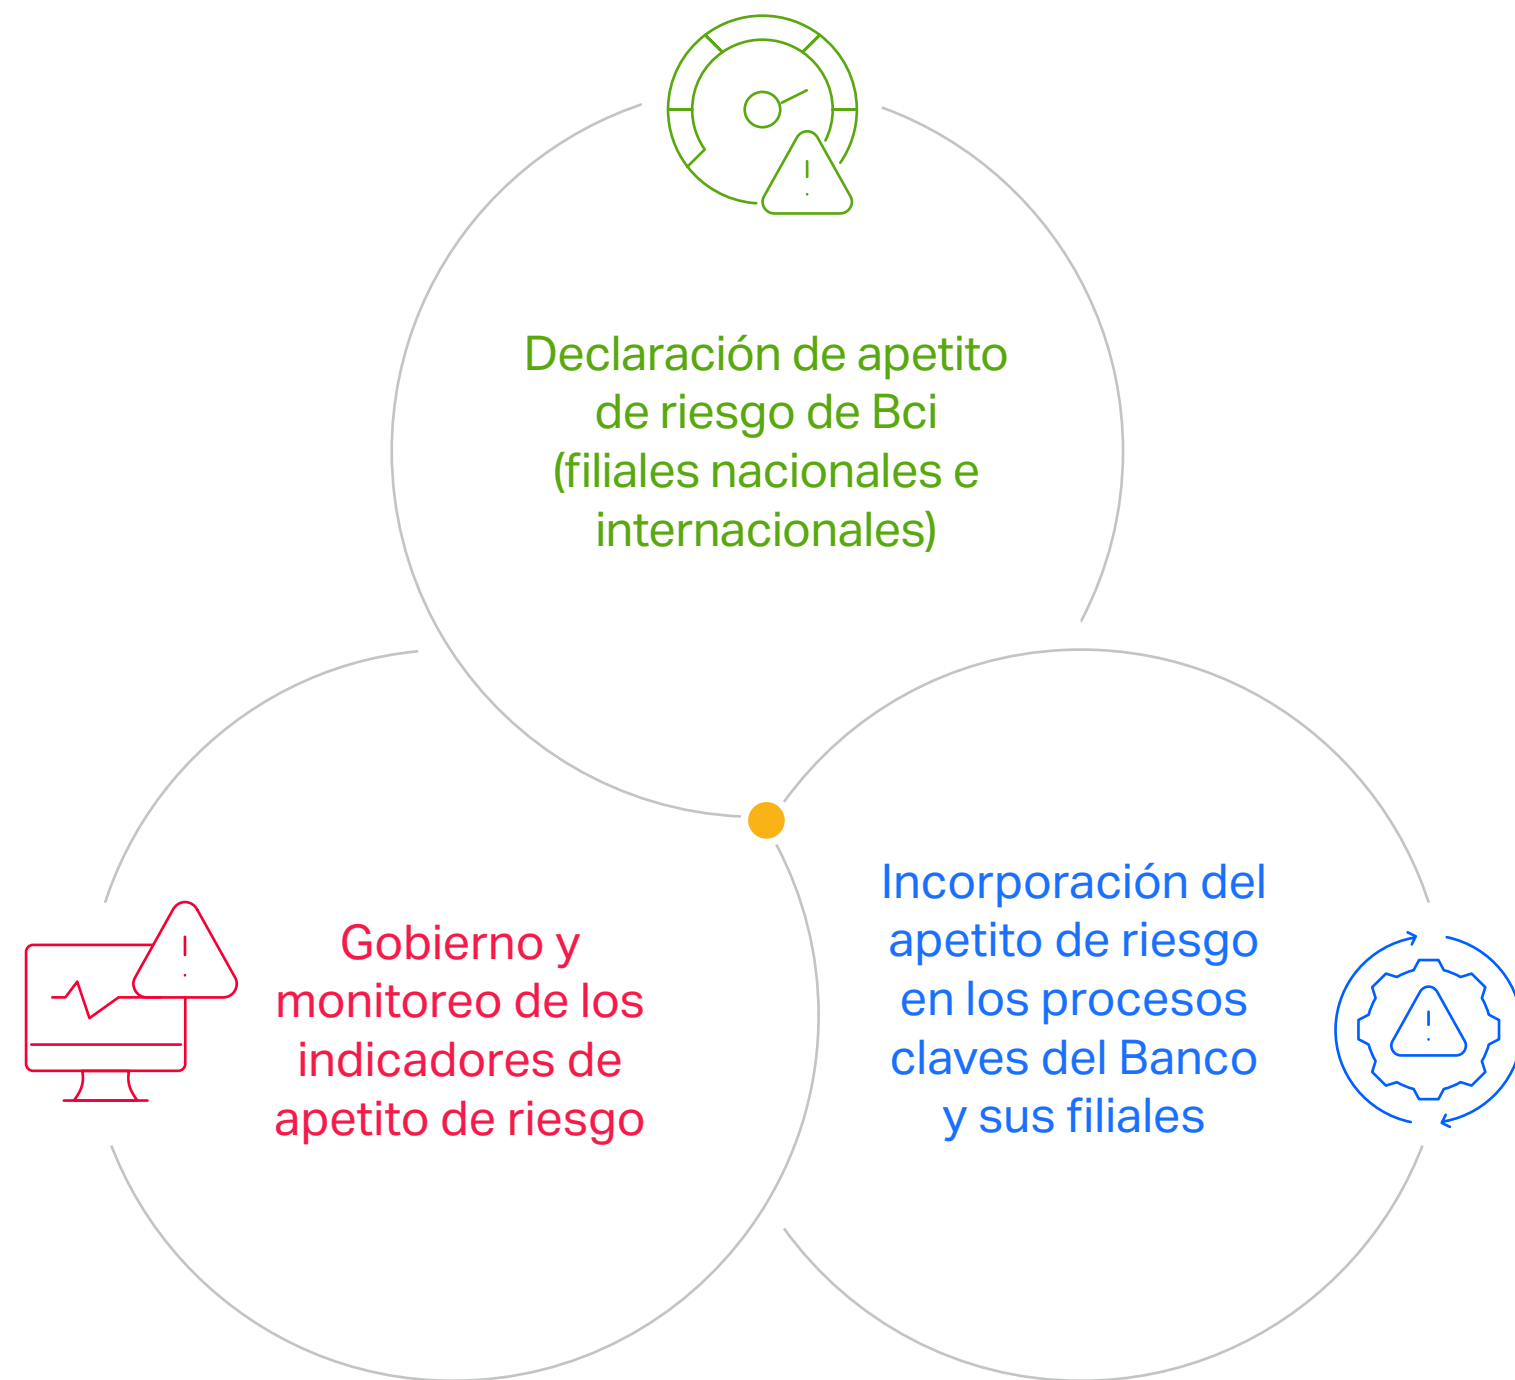 Declaración de apetito
de riesgo de Bci
(filiales nacionales e
internacionales)
Gobierno y
monitoreo de los
indicadores de
apetito de riesgo
Incorporación del
apetito de riesgo
en los procesos
claves del Banco
y sus filiales